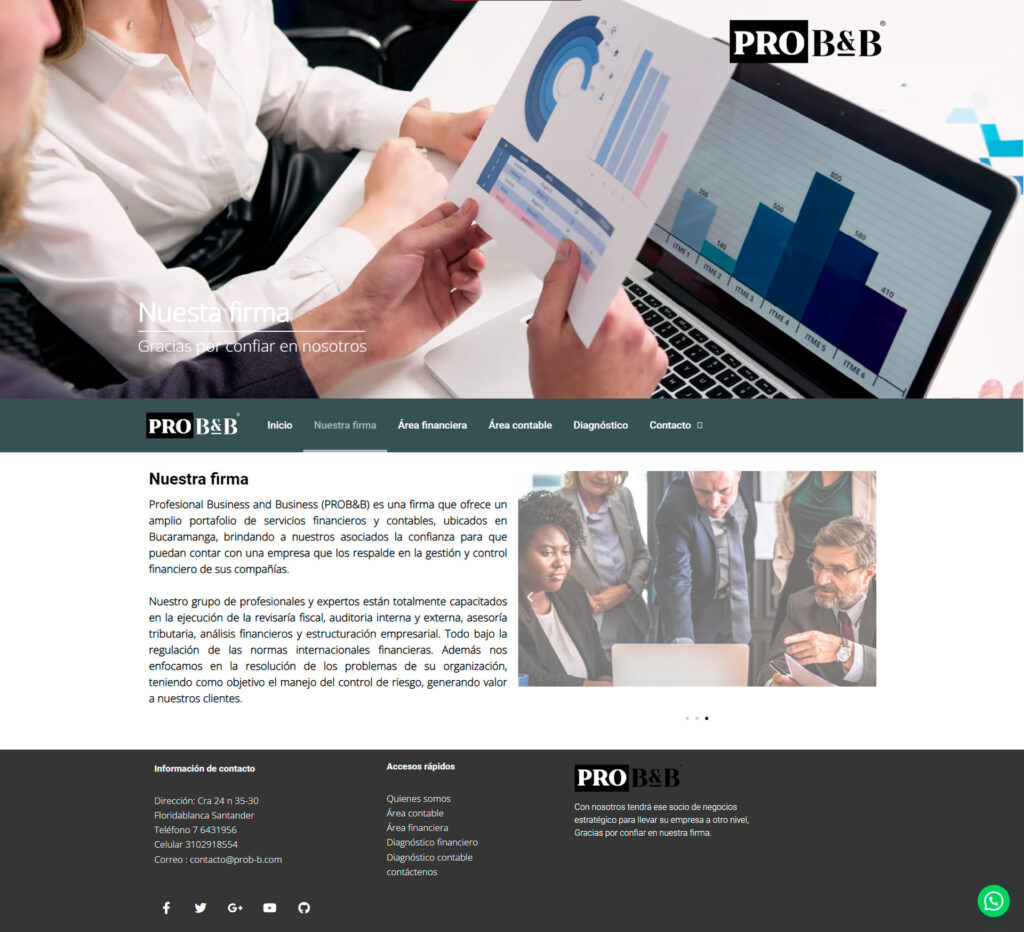 PRO B&B®
350
140
500
800
580
410
ITME 1
ITME 2
ITME 3
ITME 4
ITME 5
ITME 6
Nuesta firma
Gracias por confiar en nosotros
PRO B&B®
Inicio
Nuestra firma
Área financiera
Área contable
Diagnóstico
Contacto
Nuestra firma
Profesional Business and Business (PROB&B) es una firma que ofrece un
amplio portafolio de servicios financieros y contables, ubicados en
Bucaramanga, brindando a nuestros asociados la confianza para que
puedan contar con una empresa que los respalde en la gestión y control
financiero de sus compañías.
Nuestro grupo de profesionales y expertos están totalmente capacitados
en la ejecución de la revisaría fiscal, auditoria interna y externa, asesoría
tributaria, análisis financieros y estructuración empresarial. Todo bajo la
regulación de las normas internacionales financieras. Además nos
enfocamos en la resolución de los problemas de su organización,
teniendo como objetivo el manejo del control de riesgo, generando valor
a nuestros clientes.
Información de contacto
Dirección: Cra 24 n 35-30
Floridablanca Santander
Teléfono 7 6431956
Celular 3102918554
Correo : contacto@prob-b.com
Accesos rápidos
Quienes somos
Área contable
Área financiera
Diagnóstico financiero
Diagnóstico contable
contáctenos
PRO B&B
Con nosotros tendrá ese socio de negocios
estratégico para llevar su empresa a otro nivel,
Gracias por confiar en nuestra firma.